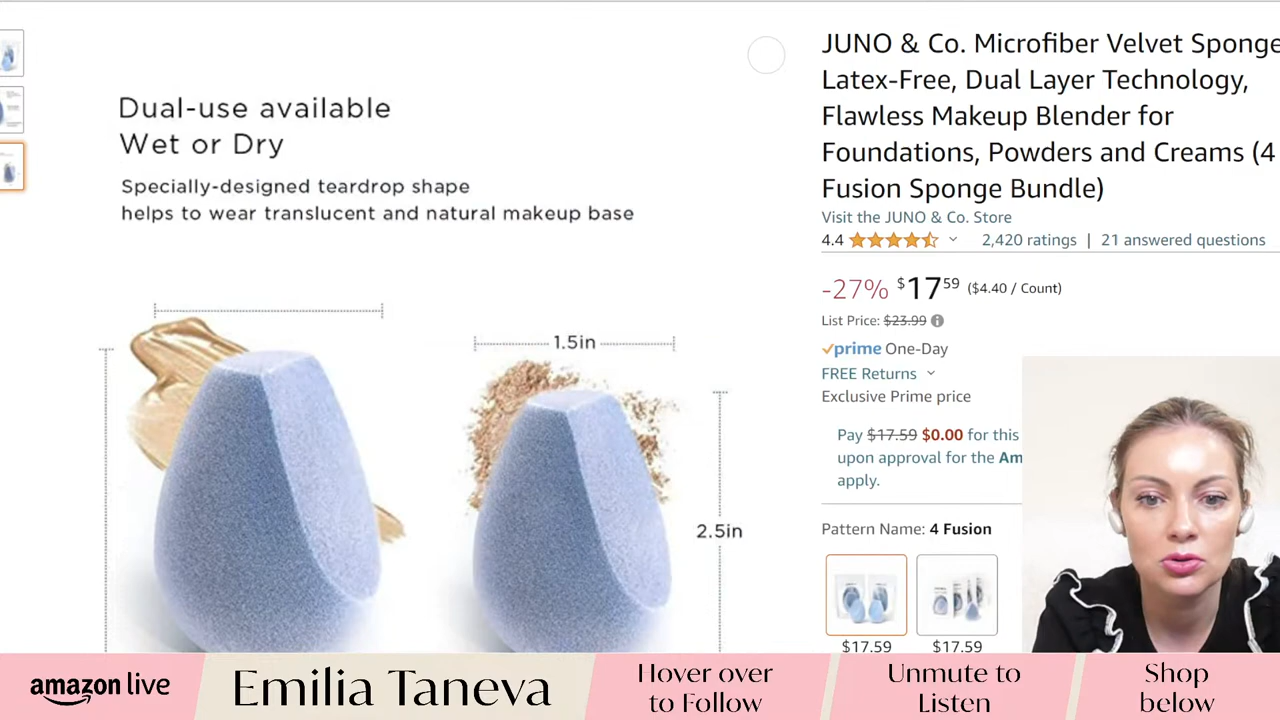 Dual-use available
Wet or Dry
Specially-designed teardrop shape
helps to wear translucent and natural makeup base
1.5in
2.5in
JUNO & Co. Microfiber Velvet Sponge
Latex-Free, Dual Layer Technology,
Flawless Makeup Blender for
Foundations, Powders and Creams (4
Fusion Sponge Bundle)
Visit the JUNO & Co. Store
4.4
2,420 ratings | 21 answered questions
-27% $17 59 ($4.40 / Count)
List Price: $23.99
prime One-Day
FREE Returns
Exclusive Prime price
Pay $17.59 $0.00 for this
upon approval for the Am
apply.
Pattern Name: 4 Fusion
$17.59 $17.59
amazon live
Emilia Taneva
Hover over
to Follow
Unmute to
Listen
Shop
below